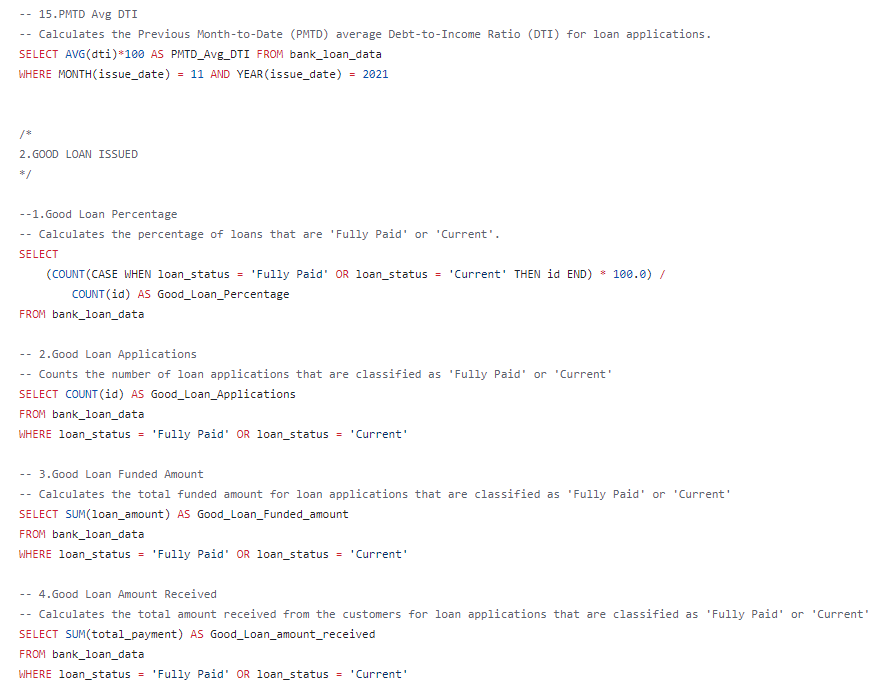 -- 15.PMTD Avg DTI
-- Calculates the Previous Month-to-Date (PMTD) average Debt-to-Income Ratio (DTI) for loan applications.
SELECT AVG(dti)*100 AS PMTD_Avg_DTI FROM bank_loan_data
WHERE MONTH(issue_date) = 11 AND YEAR(issue_date) = 2021
/*
2.GOOD LOAN ISSUED
*/
--1.Good Loan Percentage
-- Calculates the percentage of loans that are 'Fully Paid' or 'Current'.
SELECT
    (COUNT(CASE WHEN loan_status = 'Fully Paid' OR loan_status = 'Current' THEN id END) * 100.0) /
        COUNT(id) AS Good_Loan_Percentage
FROM bank_loan_data
-- 2.Good Loan Applications
-- Counts the number of loan applications that are classified as 'Fully Paid' or 'Current'
SELECT COUNT(id) AS Good_Loan_Applications
FROM bank_loan_data
WHERE loan_status = 'Fully Paid' OR loan_status = 'Current'
-- 3.Good Loan Funded Amount
-- Calculates the total funded amount for loan applications that are classified as 'Fully Paid' or 'Current'
SELECT SUM(loan_amount) AS Good_Loan_Funded_amount
FROM bank_loan_data
WHERE loan_status = 'Fully Paid' OR loan_status = 'Current'
-- 4.Good Loan Amount Received
-- Calculates the total amount received from the customers for loan applications that are classified as 'Fully Paid' or 'Current'
SELECT SUM(total_payment) AS Good_Loan_amount_received
FROM bank_loan_data
WHERE loan_status = 'Fully Paid' OR loan_status = 'Current'